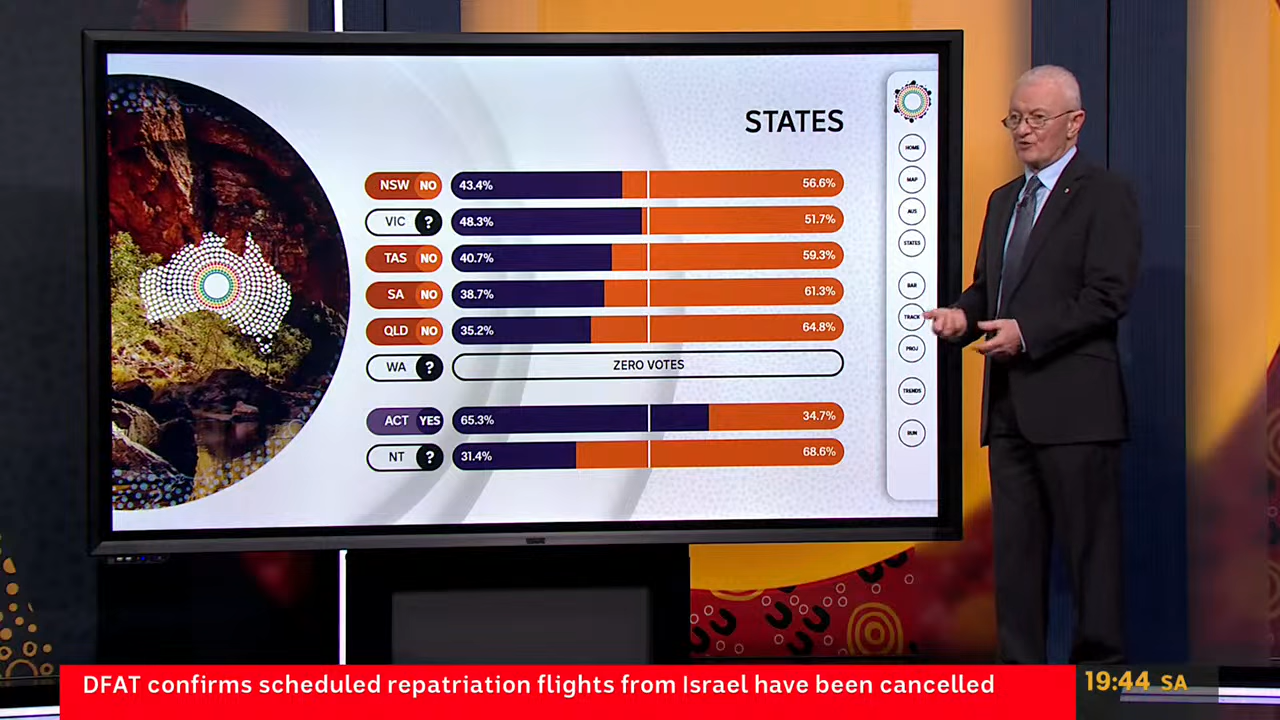 STATES
NSW NO 43.4% 56.6%
VIC ? 48.3% 51.7%
TAS NO 40.7% 59.3%
SA NO 38.7% 61.3%
QLD NO 35.2% 64.8%
WA ? ZERO VOTES
ACT YES 65.3% 34.7%
NT ? 31.4% 68.6%
HOME
MAP
AUS
STATES
BAR
TRACK
PROJ
TRENDS
RUN
DFAT confirms scheduled repatriation flights from Israel have been cancelled
19:44 SA